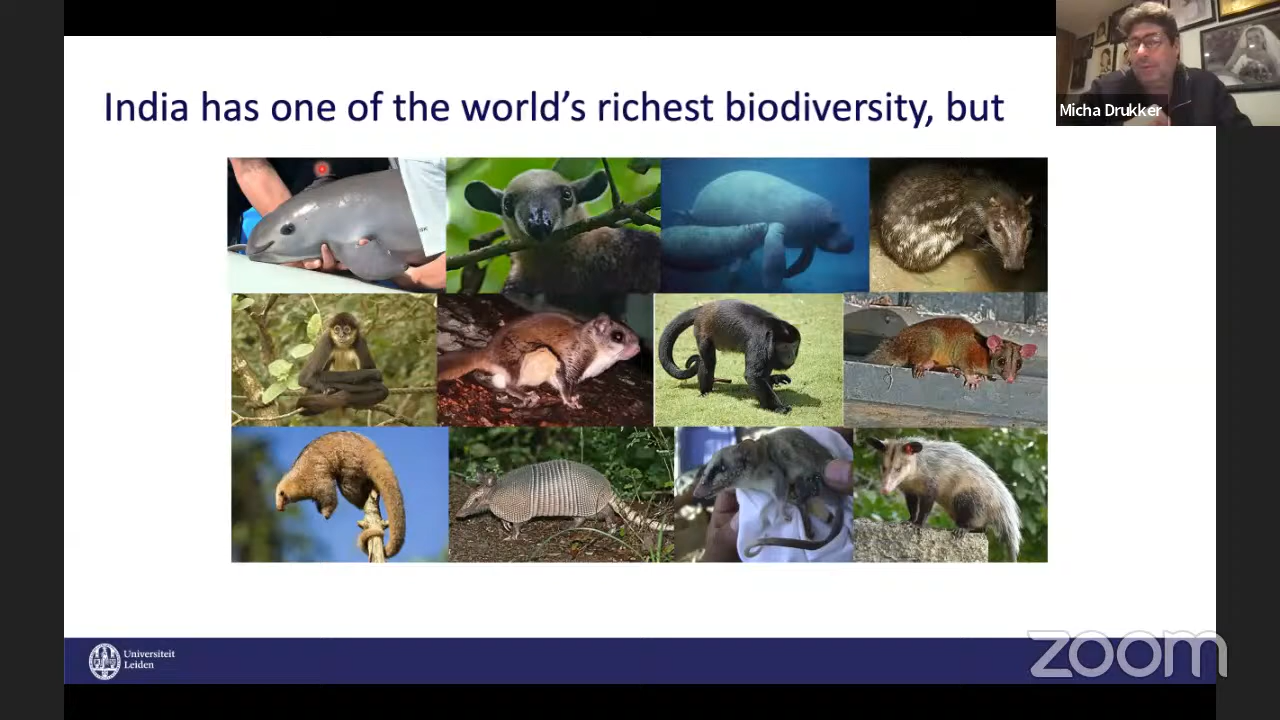 India has one of the world's richest biodiversity, but
Micha Drukker
Universiteit
Leiden
zoom